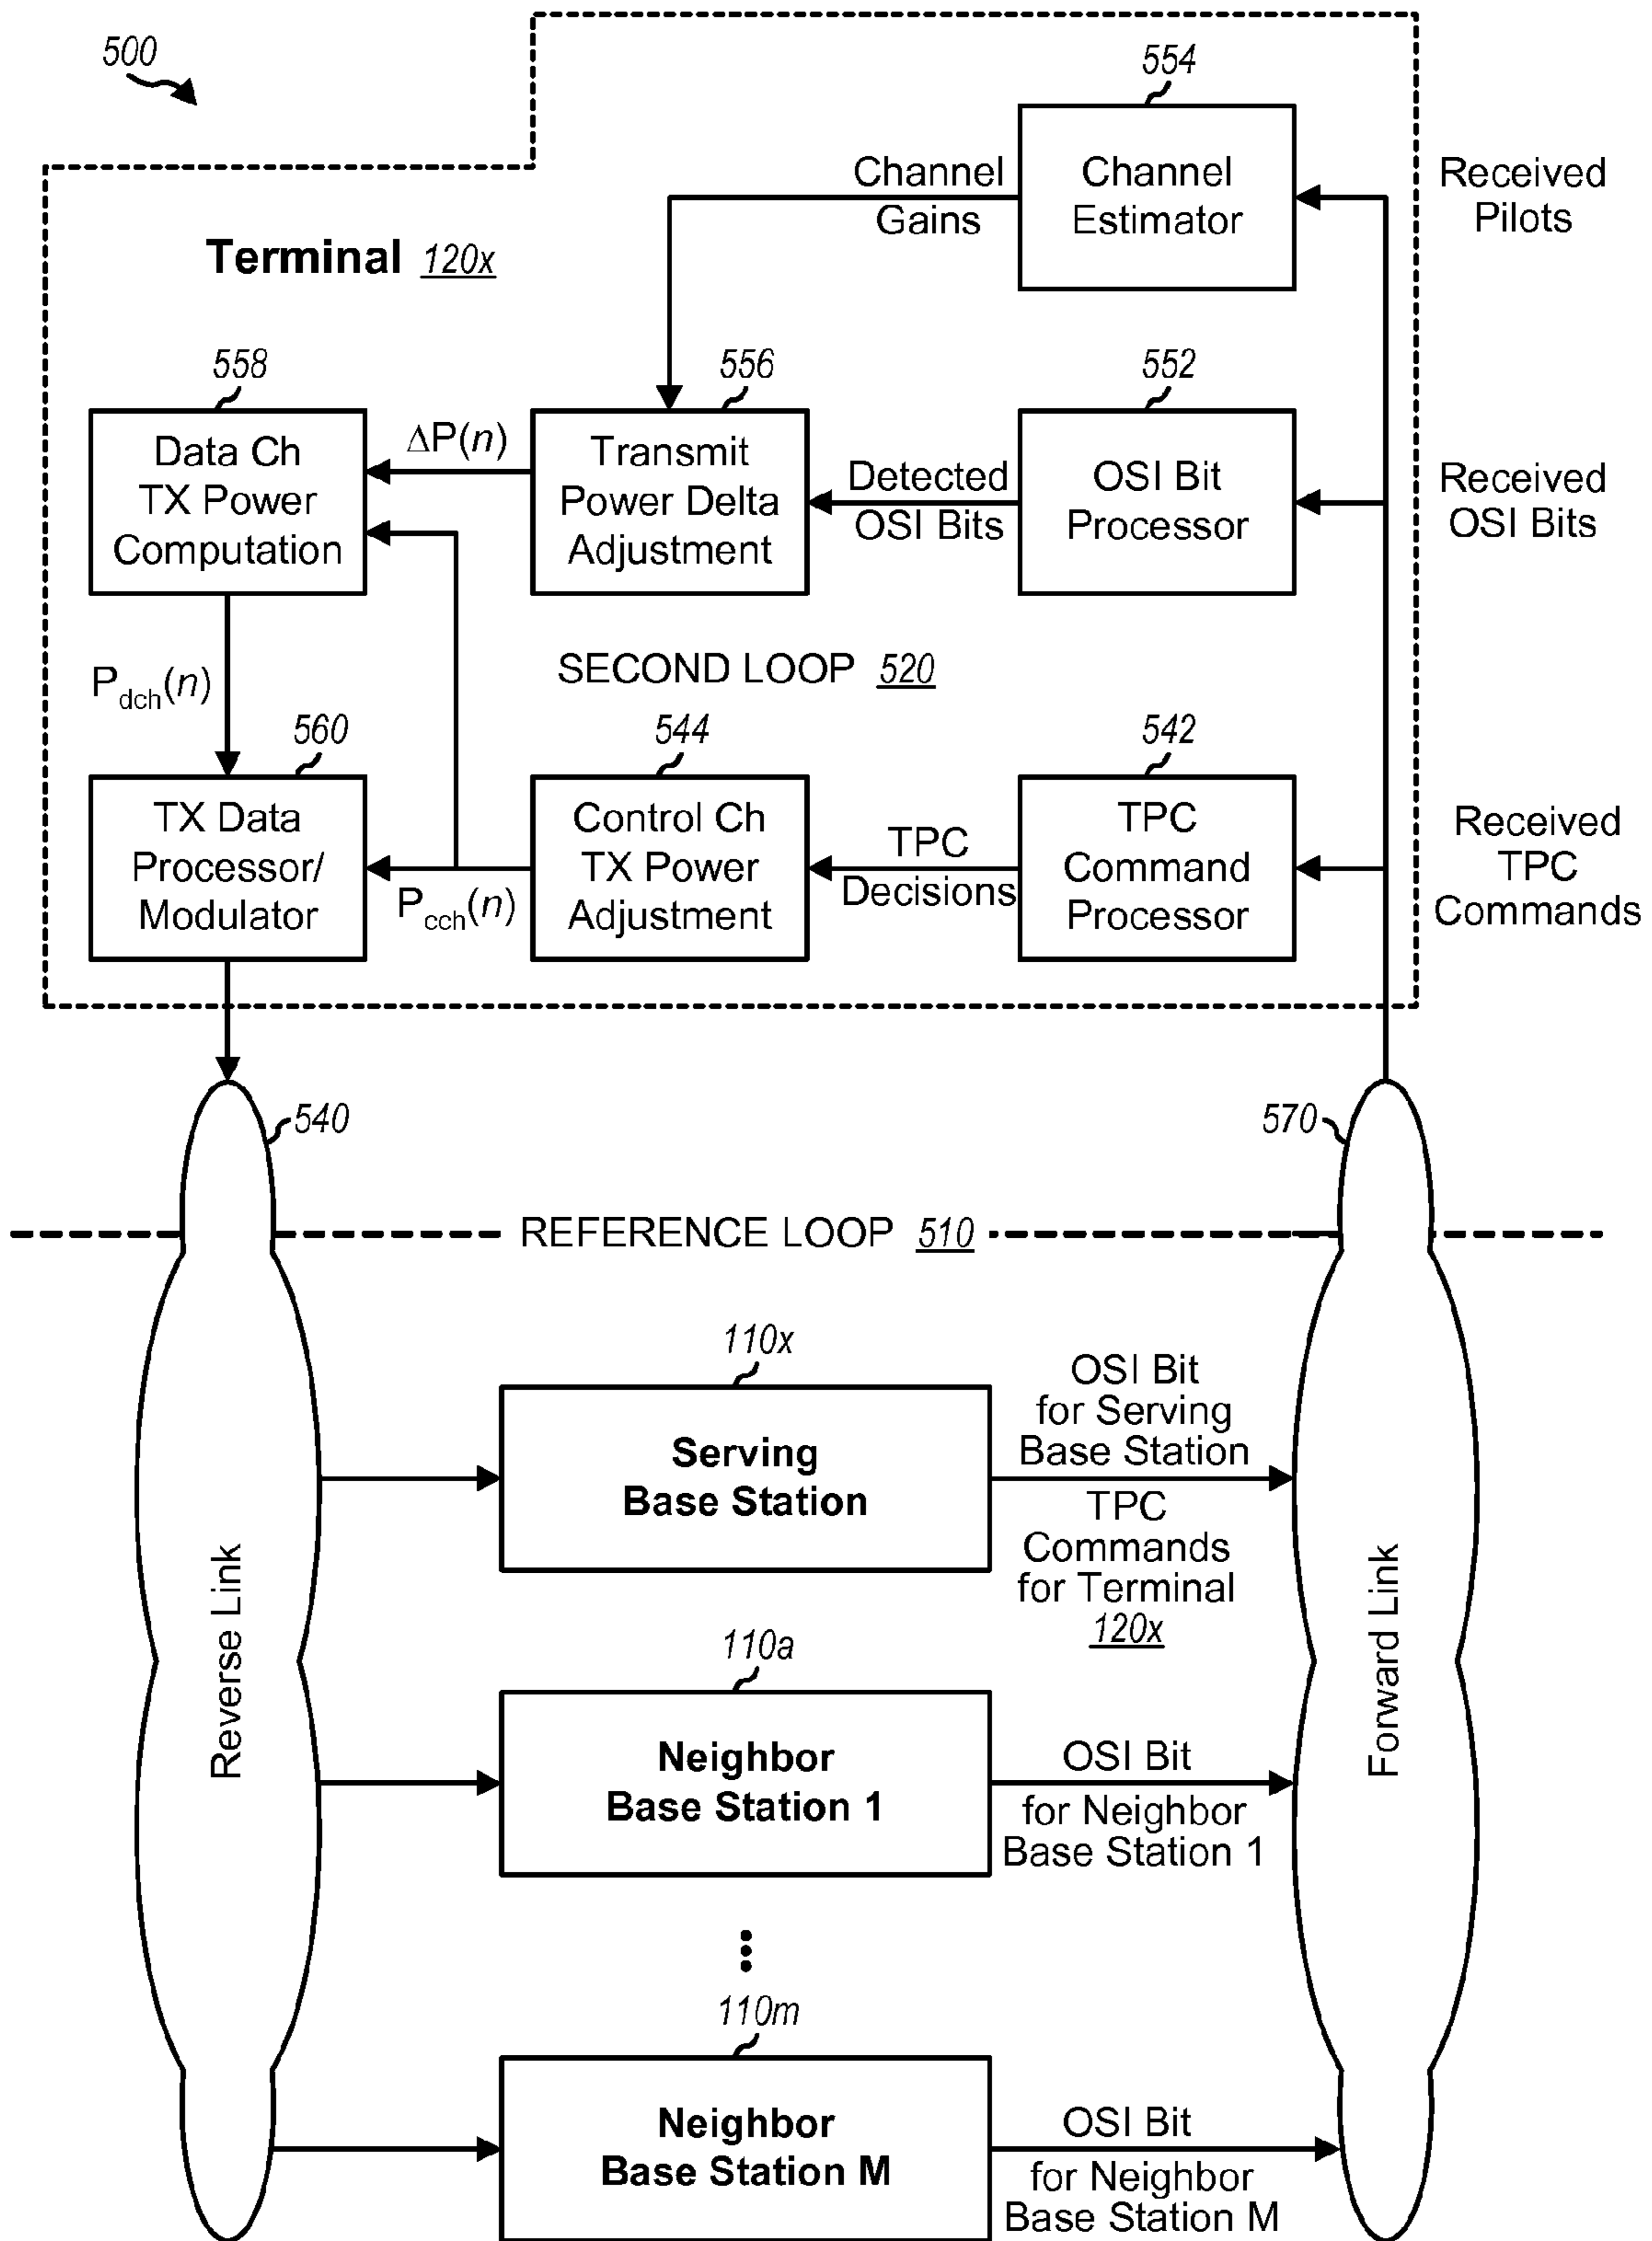 500
554
Channel
Gains
Channel
Estimator
Received
Pilots
Terminal 120x
558
556
552
Data Ch
TX Power
Computation
ΔP(n)
Transmit
Power Delta
Adjustment
Detected
OSI Bits
OSI Bit
Processor
Received
OSI Bits
P_dch(n)
SECOND LOOP 520
560
544
542
TX Data
Processor/
Modulator
P_cch(n)
Control Ch
TX Power
Adjustment
TPC
Decisions
TPC
Command
Processor
Received
TPC
Commands
540
570
REFERENCE LOOP 510
Reverse Link
110x
Serving
Base Station
OSI Bit
for Serving
Base Station
TPC
Commands
for Terminal
120x
110a
Neighbor
Base Station 1
OSI Bit
for Neighbor
Base Station 1
110m
Neighbor
Base Station M
OSI Bit
for Neighbor
Base Station M
Forward Link